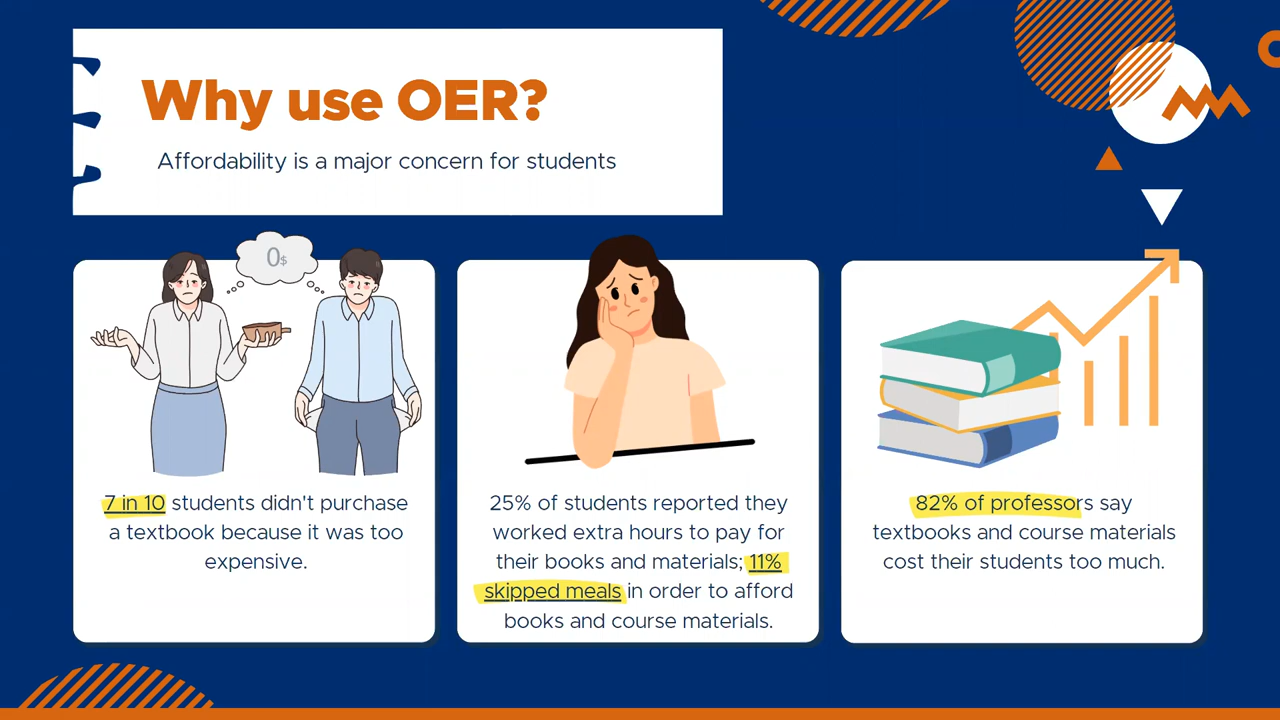 Why use OER?
Affordability is a major concern for students
0$
7 in 10 students didn't purchase
a textbook because it was too
expensive.
25% of students reported they
worked extra hours to pay for
their books and materials; 11%
skipped meals in order to afford
books and course materials.
82% of professors say
textbooks and course materials
cost their students too much.